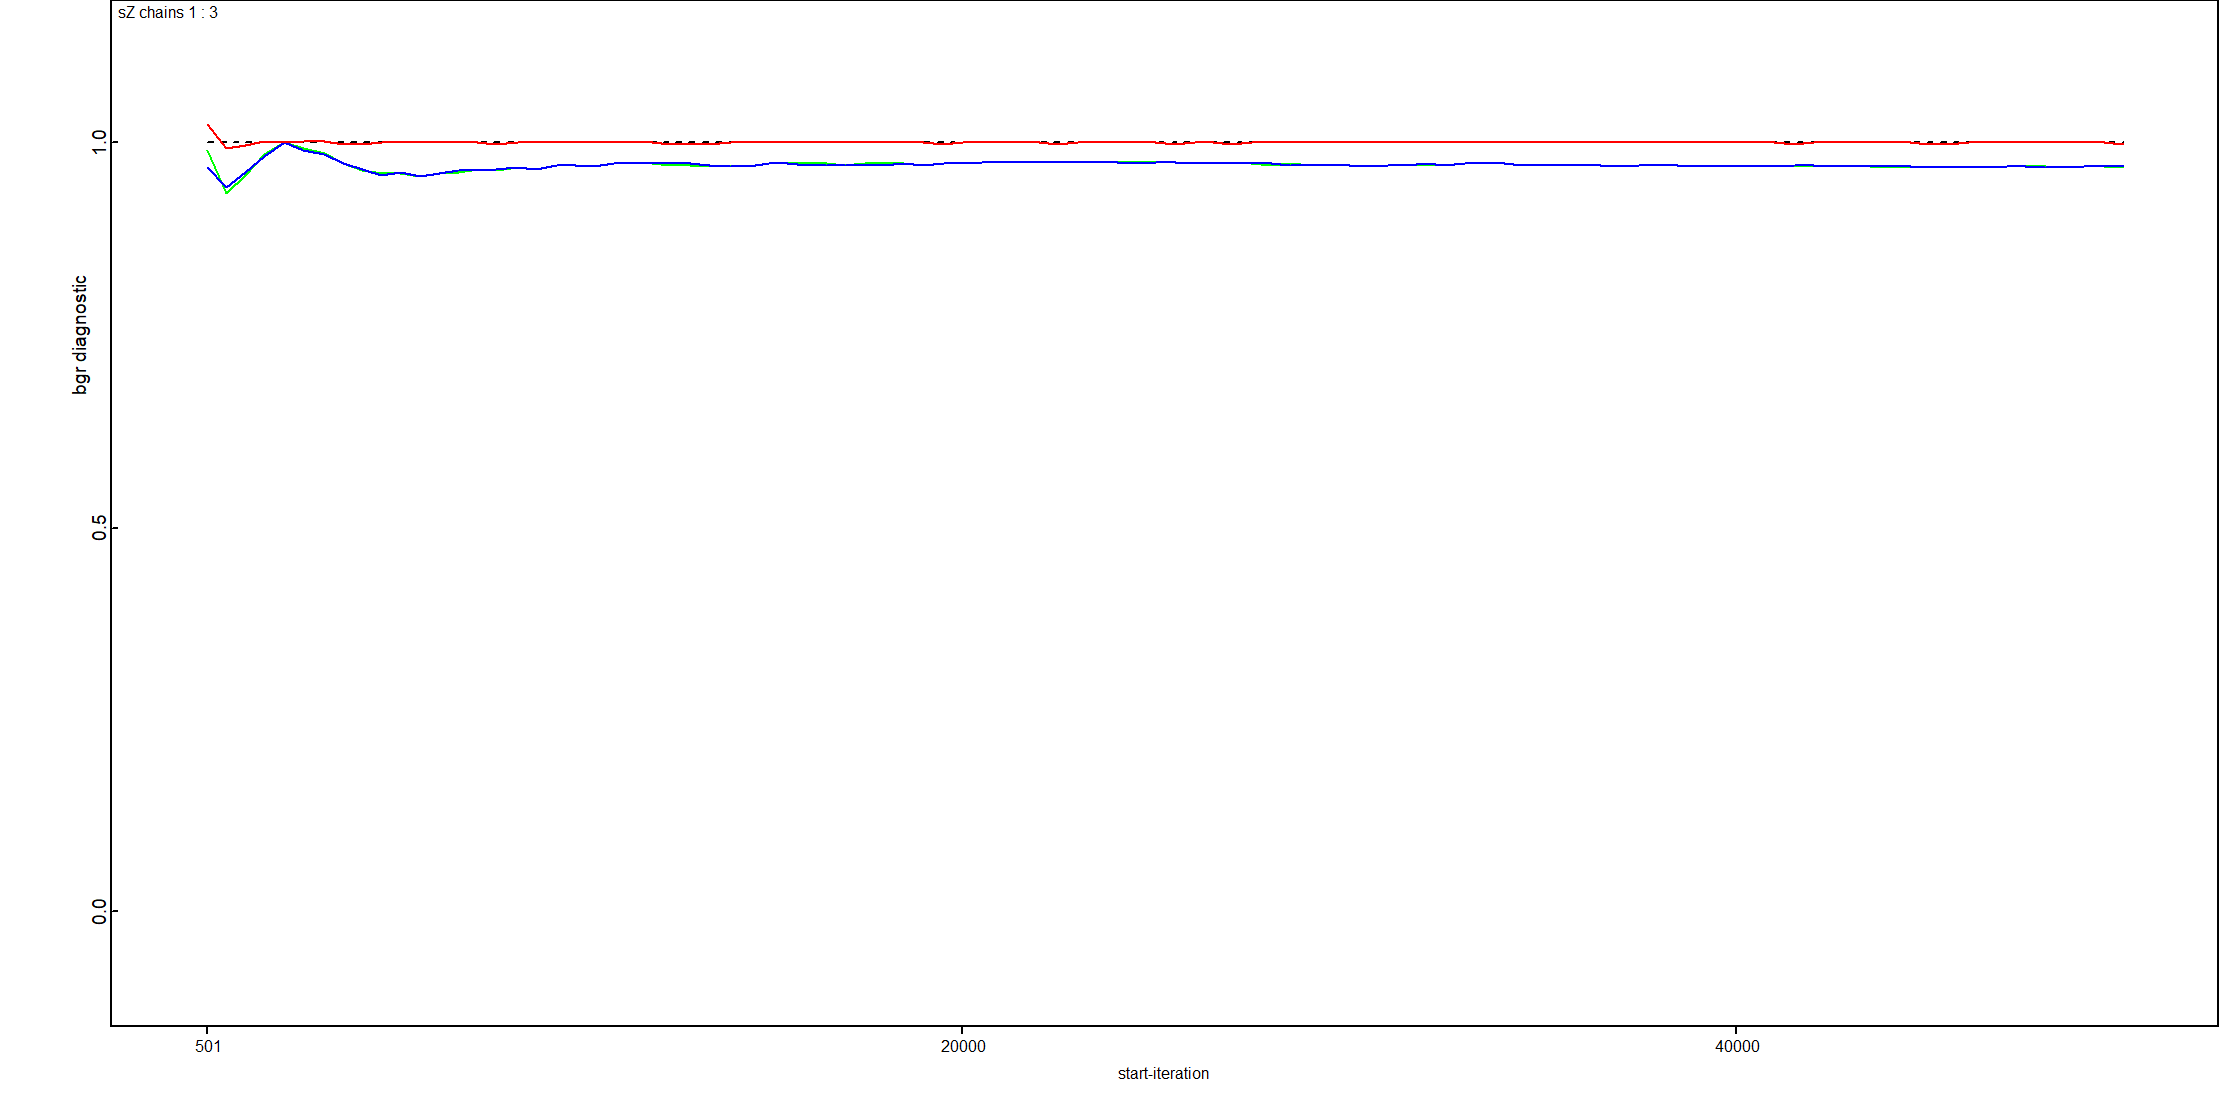 sZ chains 1 : 3
1.0
bgr diagnostic
0.5
0.0
501
20000
40000
start-iteration